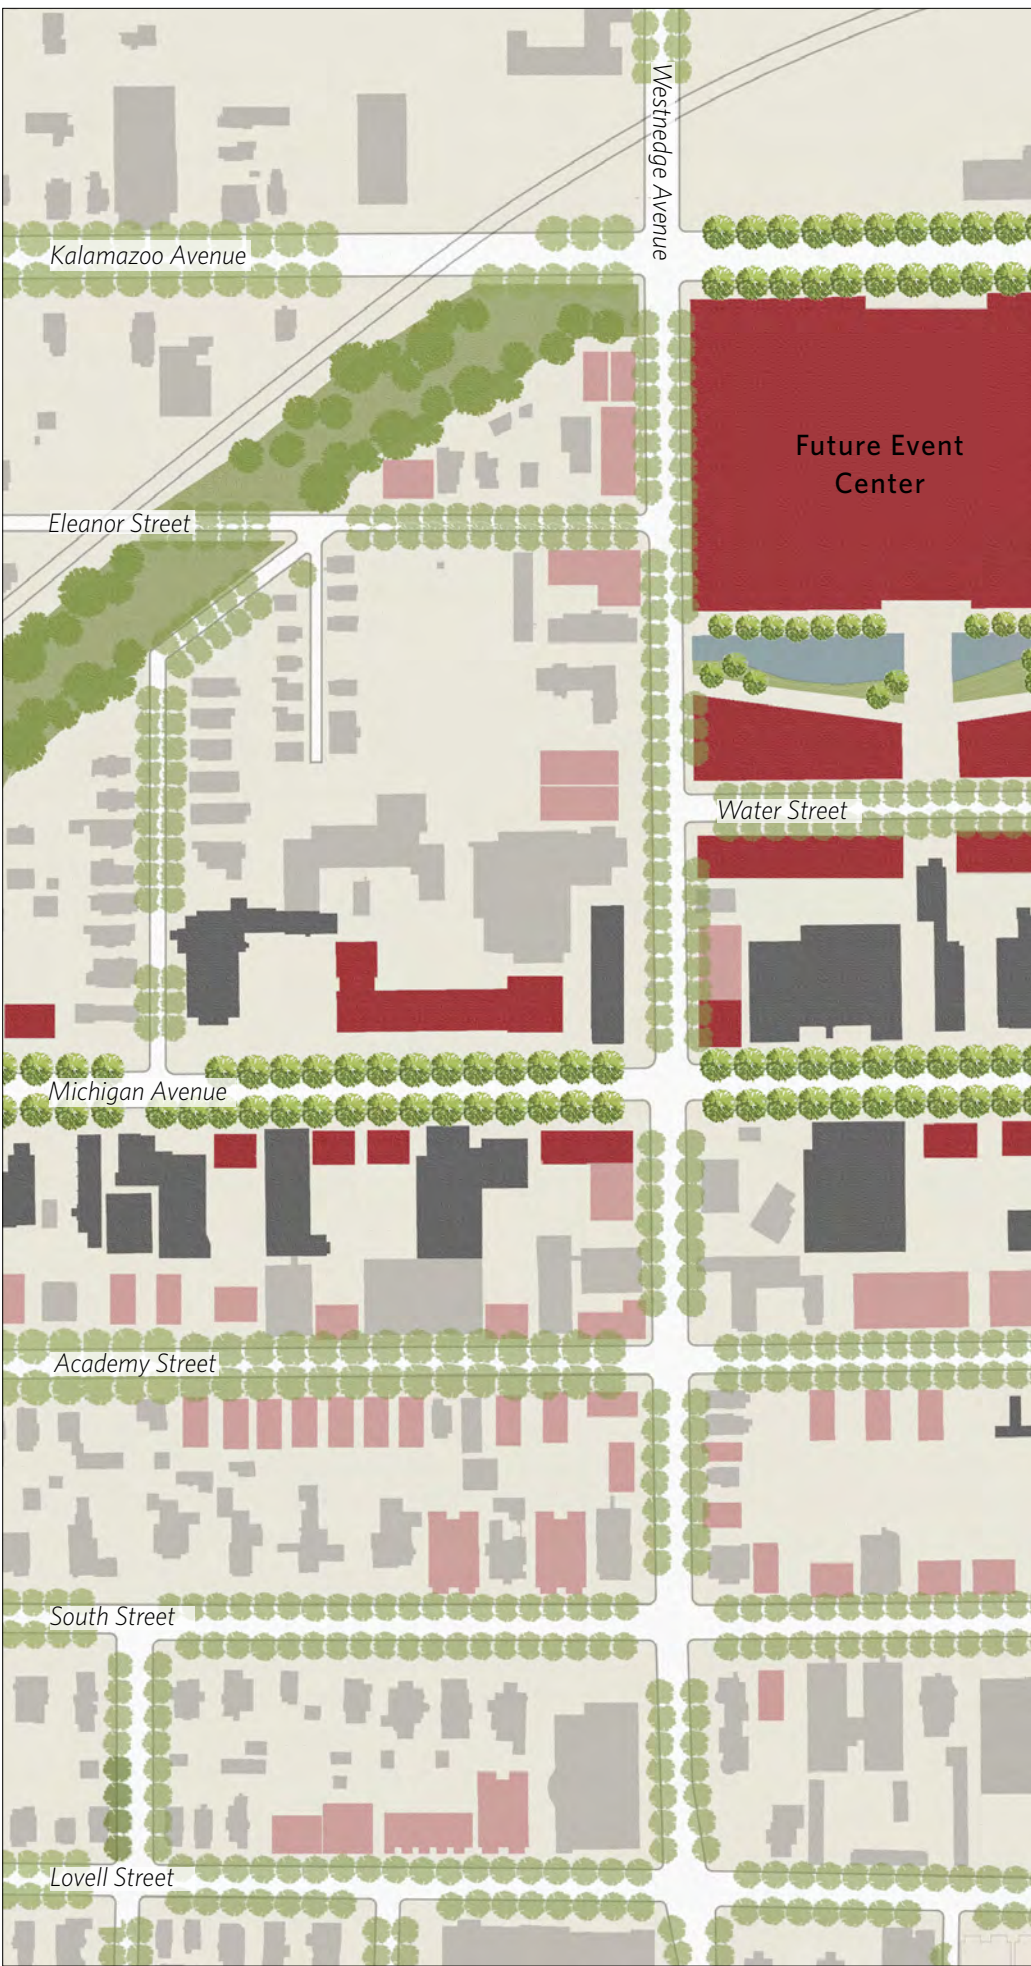 Westnedge Avenue
Kalamazoo Avenue
Future Event
Center
Eleanor Street
Water Street
Michigan Avenue
Academy Street
South Street
Lovell Street